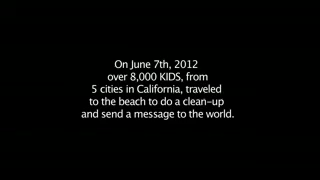 On June 7th, 2012
over 8,000 KIDS, from
5 cities in California, traveled
to the beach to do a clean-up
and send a message to the world.